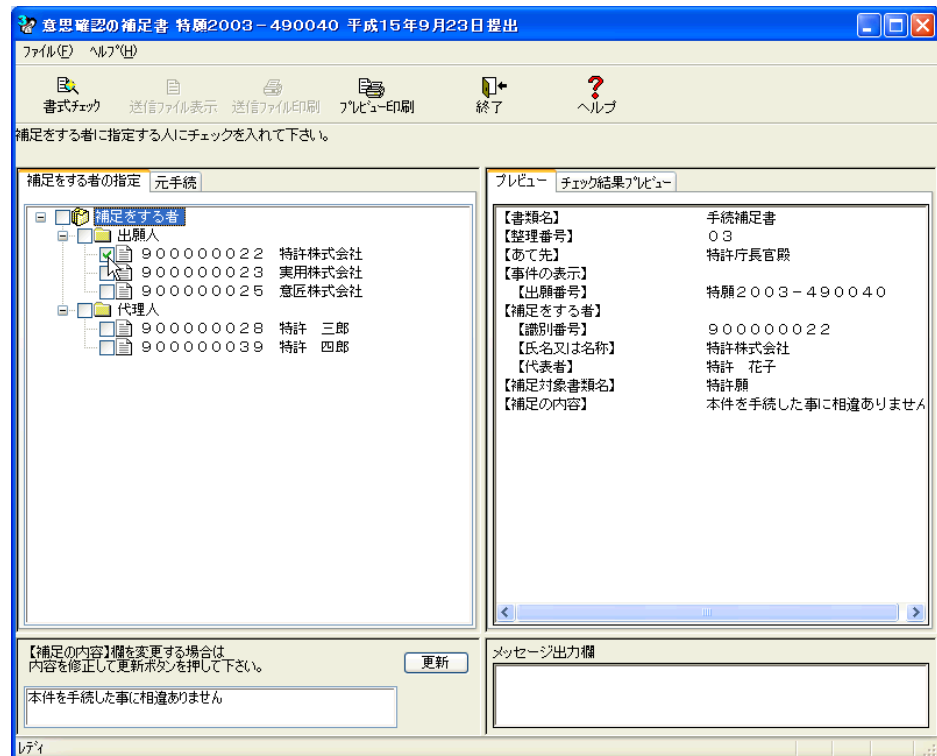 意思確認の補足書 特願2003－490040 平成15年9月23日提出
ファイル(F) ヘルプ(H)
書式チェック 送信ファイル表示 送信ファイル印刷 プレビュー印刷 終了 ヘルプ
補足をする者に指定する人にチェックを入れて下さい。
補足をする者の指定 元手続
補足をする者
出願人
９０００００００２２ 特許株式会社
９０００００００２３ 実用株式会社
９０００００００２５ 意匠株式会社
代理人
９０００００００２８ 特許 三郎
９０００００００３９ 特許 四郎
プレビュー チェック結果プレビュー
【書類名】 手続補足書
【整理番号】 ０３
【あて先】 特許庁長官殿
【事件の表示】
【出願番号】 特願２００３－４９００４０
【補足をする者】
【識別番号】 ９０００００００２２
【氏名又は名称】 特許株式会社
【代表者】 特許 花子
【補足対象書類名】 特許願
【補足の内容】 本件を手続した事に相違ありません
【補足の内容】欄を変更する場合は
内容を修正して更新ボタンを押して下さい。
更新
本件を手続した事に相違ありません
メッセージ出力欄
レディ